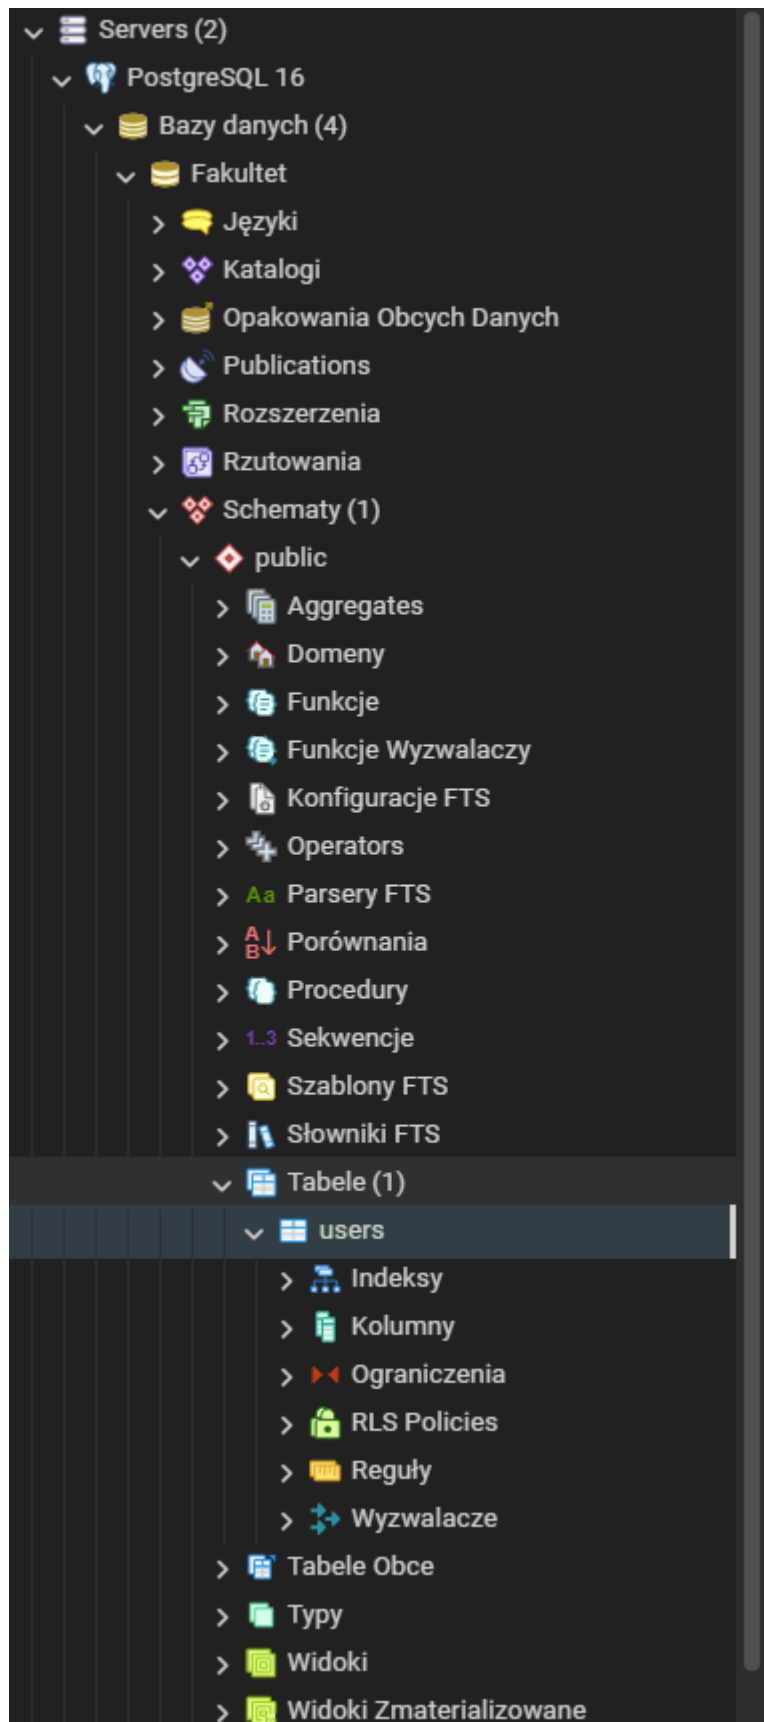 Servers (2)
PostgreSQL 16
Bazy danych (4)
Fakultet
Języki
Katalogi
Opakowania Obcych Danych
Publications
Rozszerzenia
Rzutowania
Schematy (1)
public
Aggregates
Domeny
Funkcje
Funkcje Wyzwalaczy
Konfiguracje FTS
Operators
Aa Parsery FTS
Porównania
Procedury
1..3 Sekwencje
Szablony FTS
Słowniki FTS
Tabele (1)
users
Indeksy
Kolumny
Ograniczenia
RLS Policies
Reguły
Wyzwalacze
Tabele Obce
Typy
Widoki
Widoki Zmaterializowane